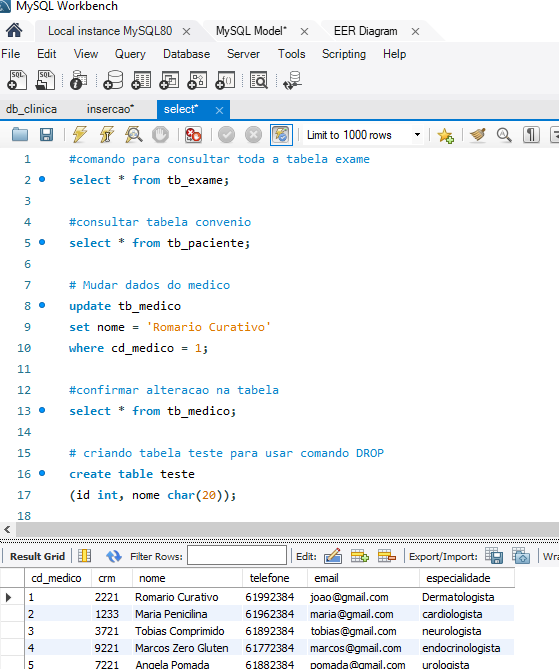 MySQL Workbench
Local instance MySQL80 MySQL Model* EER Diagram
File Edit View Query Database Server Tools Scripting Help
db_clinica insercao* select*
Limit to 1000 rows
1 #comando para consultar toda a tabela exame
2 select * from tb_exame;
3
4 #consultar tabela convenio
5 select * from tb_paciente;
6
7 # Mudar dados do medico
8 update tb_medico
9 set nome = 'Romario Curativo'
10 where cd_medico = 1;
11
12 #confirmar alteracao na tabela
13 select * from tb_medico;
14
15 # criando tabela teste para usar comando DROP
16 create table teste
17 (id int, nome char(20));
18
Result Grid Filter Rows: Edit: Export/Import: Wra
cd_medico crm nome telefone email especialidade
1 2221 Romario Curativo 61992384 joao@gmail.com Dermatologista
2 1233 Maria Penicilina 61962384 maria@gmail.com cardiologista
3 3721 Tobias Comprimido 61892384 tobias@gmail.com neurologista
4 9221 Marcos Zero Gluten 61772384 marcos@gmail.com endocrinologista
5 7221 Angela Pomada 61882384 pomada@gmail.com urologista